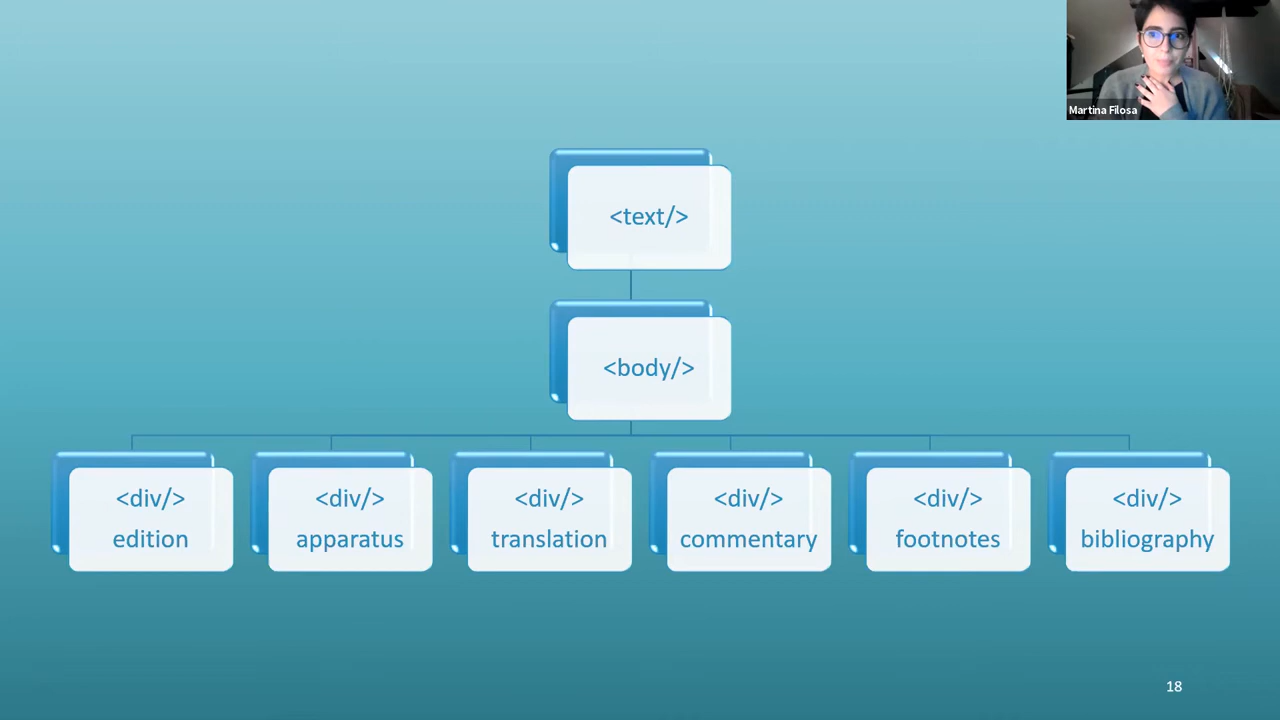 Martina Filosa
<text/>
<body/>
<div/>
edition
<div/>
apparatus
<div/>
translation
<div/>
commentary
<div/>
footnotes
<div/>
bibliography
18